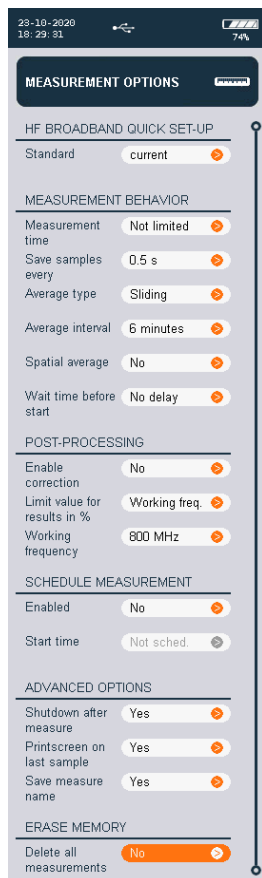 23-10-2020
18:29:31
74%
MEASUREMENT OPTIONS
HF BROADBAND QUICK SET-UP
Standard current
MEASUREMENT BEHAVIOR
Measurement time Not limited
Save samples every 0.5 s
Average type Sliding
Average interval 6 minutes
Spatial average No
Wait time before start No delay
POST-PROCESSING
Enable correction No
Limit value for results in % Working freq.
Working frequency 800 MHz
SCHEDULE MEASUREMENT
Enabled No
Start time Not sched.
ADVANCED OPTIONS
Shutdown after measure Yes
Printscreen on last sample Yes
Save measure name Yes
ERASE MEMORY
Delete all measurements No